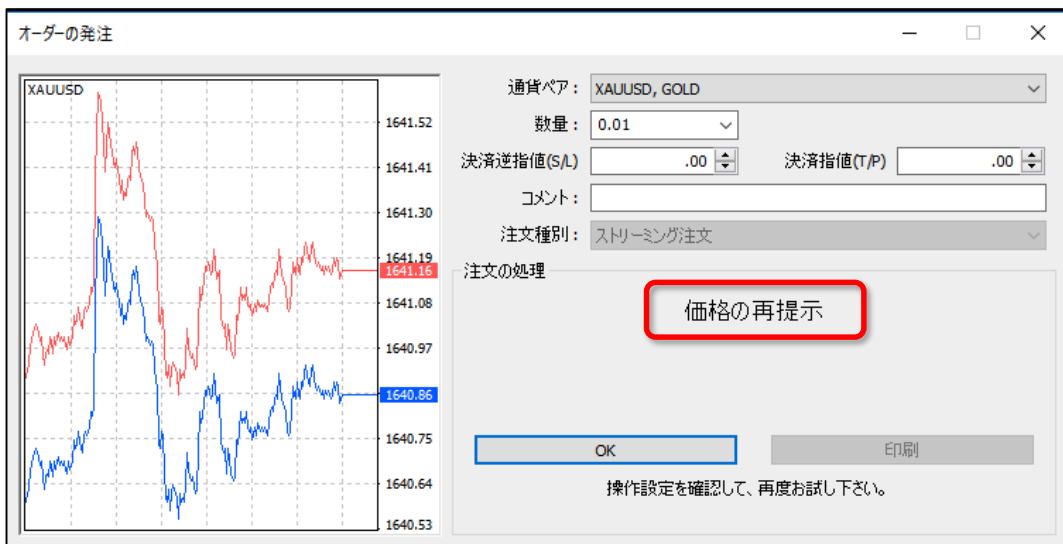 オーダーの発注
XAUUSD
1641.52
1641.41
1641.30
1641.19
1641.16
1641.08
1640.97
1640.86
1640.75
1640.64
1640.53
通貨ペア: XAUUSD, GOLD
数量: 0.01
決済逆指値(S/L) .00 決済指値(T/P) .00
コメント:
注文種別: ストリーミング注文
注文の処理
価格の再提示
OK 印刷
操作設定を確認して、再度お試し下さい。